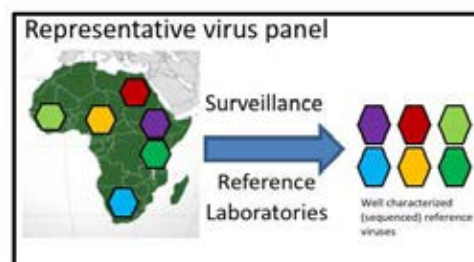 Representative virus panel
Surveillance
Reference
Laboratories
Well characterized
(sequenced) reference
viruses